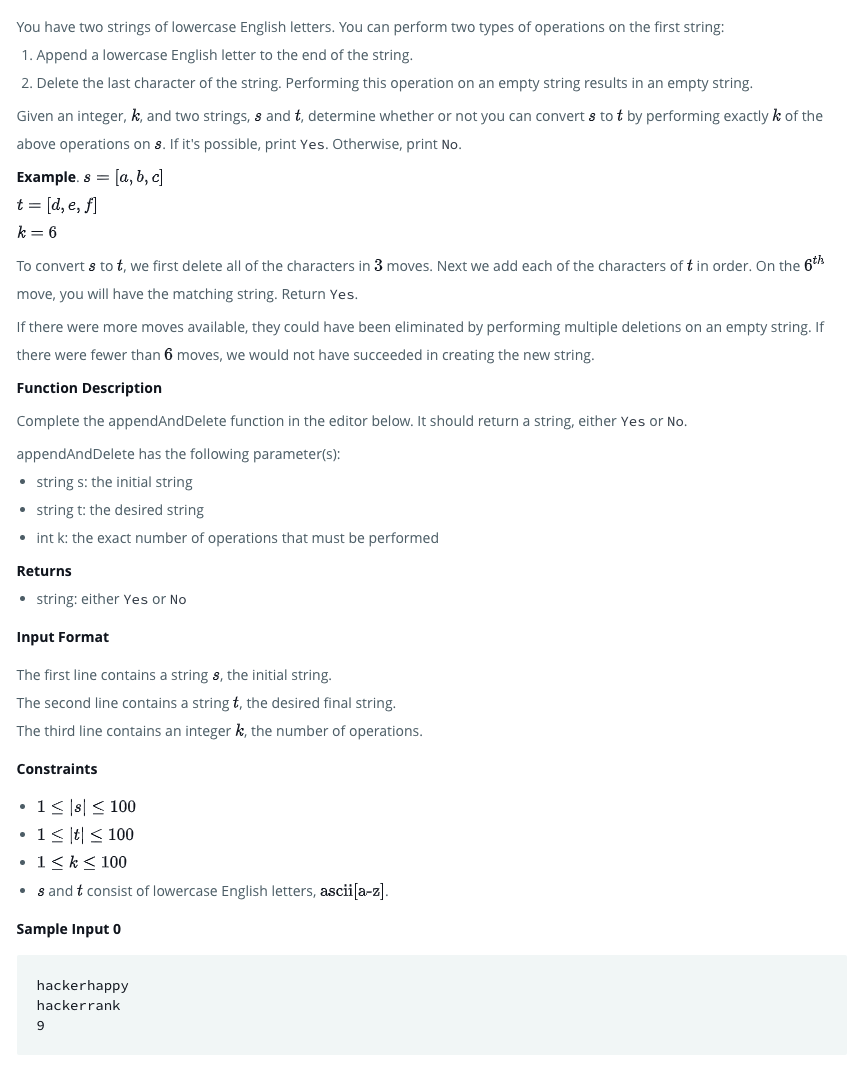 You have two strings of lowercase English letters. You can perform two types of operations on the first string:
1. Append a lowercase English letter to the end of the string.
2. Delete the last character of the string. Performing this operation on an empty string results in an empty string.
Given an integer, k, and two strings, s and t, determine whether or not you can convert s to t by performing exactly k of the
above operations on s. If it's possible, print Yes. Otherwise, print No.
Example. s = [a, b, c]
t = [d, e, f]
k = 6
To convert s to t, we first delete all of the characters in 3 moves. Next we add each of the characters of t in order. On the 6th
move, you will have the matching string. Return Yes.
If there were more moves available, they could have been eliminated by performing multiple deletions on an empty string. If
there were fewer than 6 moves, we would not have succeeded in creating the new string.
Function Description
Complete the appendAndDelete function in the editor below. It should return a string, either Yes or No.
appendAndDelete has the following parameter(s):
• string s: the initial string
• string t: the desired string
• int k: the exact number of operations that must be performed
Returns
• string: either Yes or No
Input Format
The first line contains a string s, the initial string.
The second line contains a string t, the desired final string.
The third line contains an integer k, the number of operations.
Constraints
• 1 ≤ |s| ≤ 100
• 1 ≤ |t| ≤ 100
• 1 ≤ k ≤ 100
• s and t consist of lowercase English letters, ascii[a-z].
Sample Input 0
hackerhappy
hackerrank
9